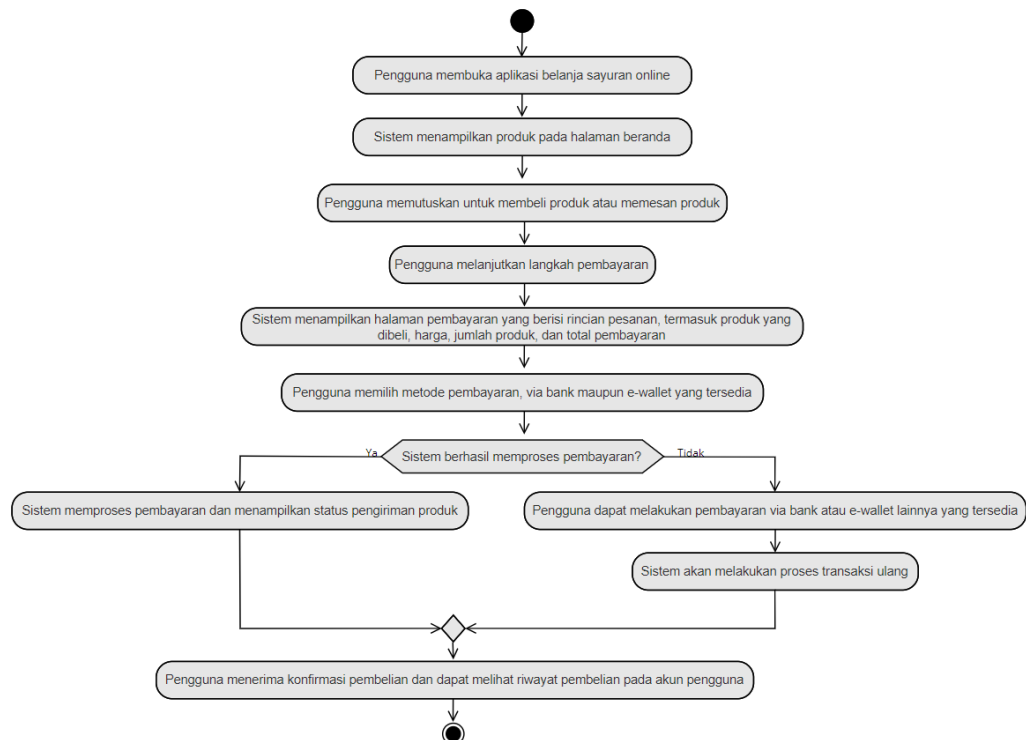 Pengguna membuka aplikasi belanja sayuran online
Sistem menampilkan produk pada halaman beranda
Pengguna memutuskan untuk membeli produk atau memesan produk
Pengguna melanjutkan langkah pembayaran
Sistem menampilkan halaman pembayaran yang berisi rincian pesanan, termasuk produk yang
dibeli, harga, jumlah produk, dan total pembayaran
Pengguna memilih metode pembayaran, via bank maupun e-wallet yang tersedia
Ya
Sistem berhasil memproses pembayaran?
Tidak
Sistem memproses pembayaran dan menampilkan status pengiriman produk
Pengguna dapat melakukan pembayaran via bank atau e-wallet lainnya yang tersedia
Sistem akan melakukan proses transaksi ulang
Pengguna menerima konfirmasi pembelian dan dapat melihat riwayat pembelian pada akun pengguna